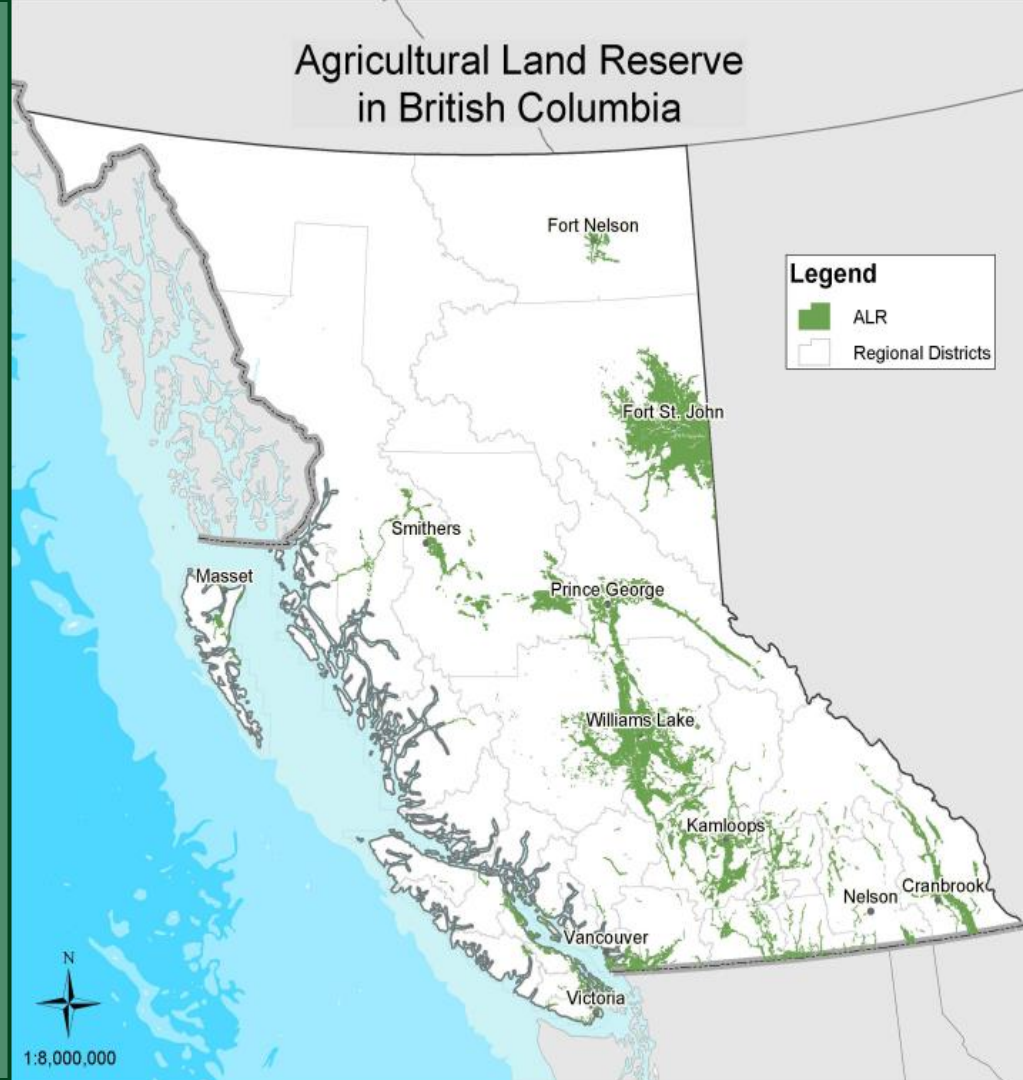 Agricultural Land Reserve
in British Columbia
Fort Nelson
Legend
ALR
Regional Districts
Fort St. John
Smithers
Masset
Prince George
Williams Lake
Kamloops
Cranbrook
Nelson
Vancouver
Victoria
N
1:8,000,000